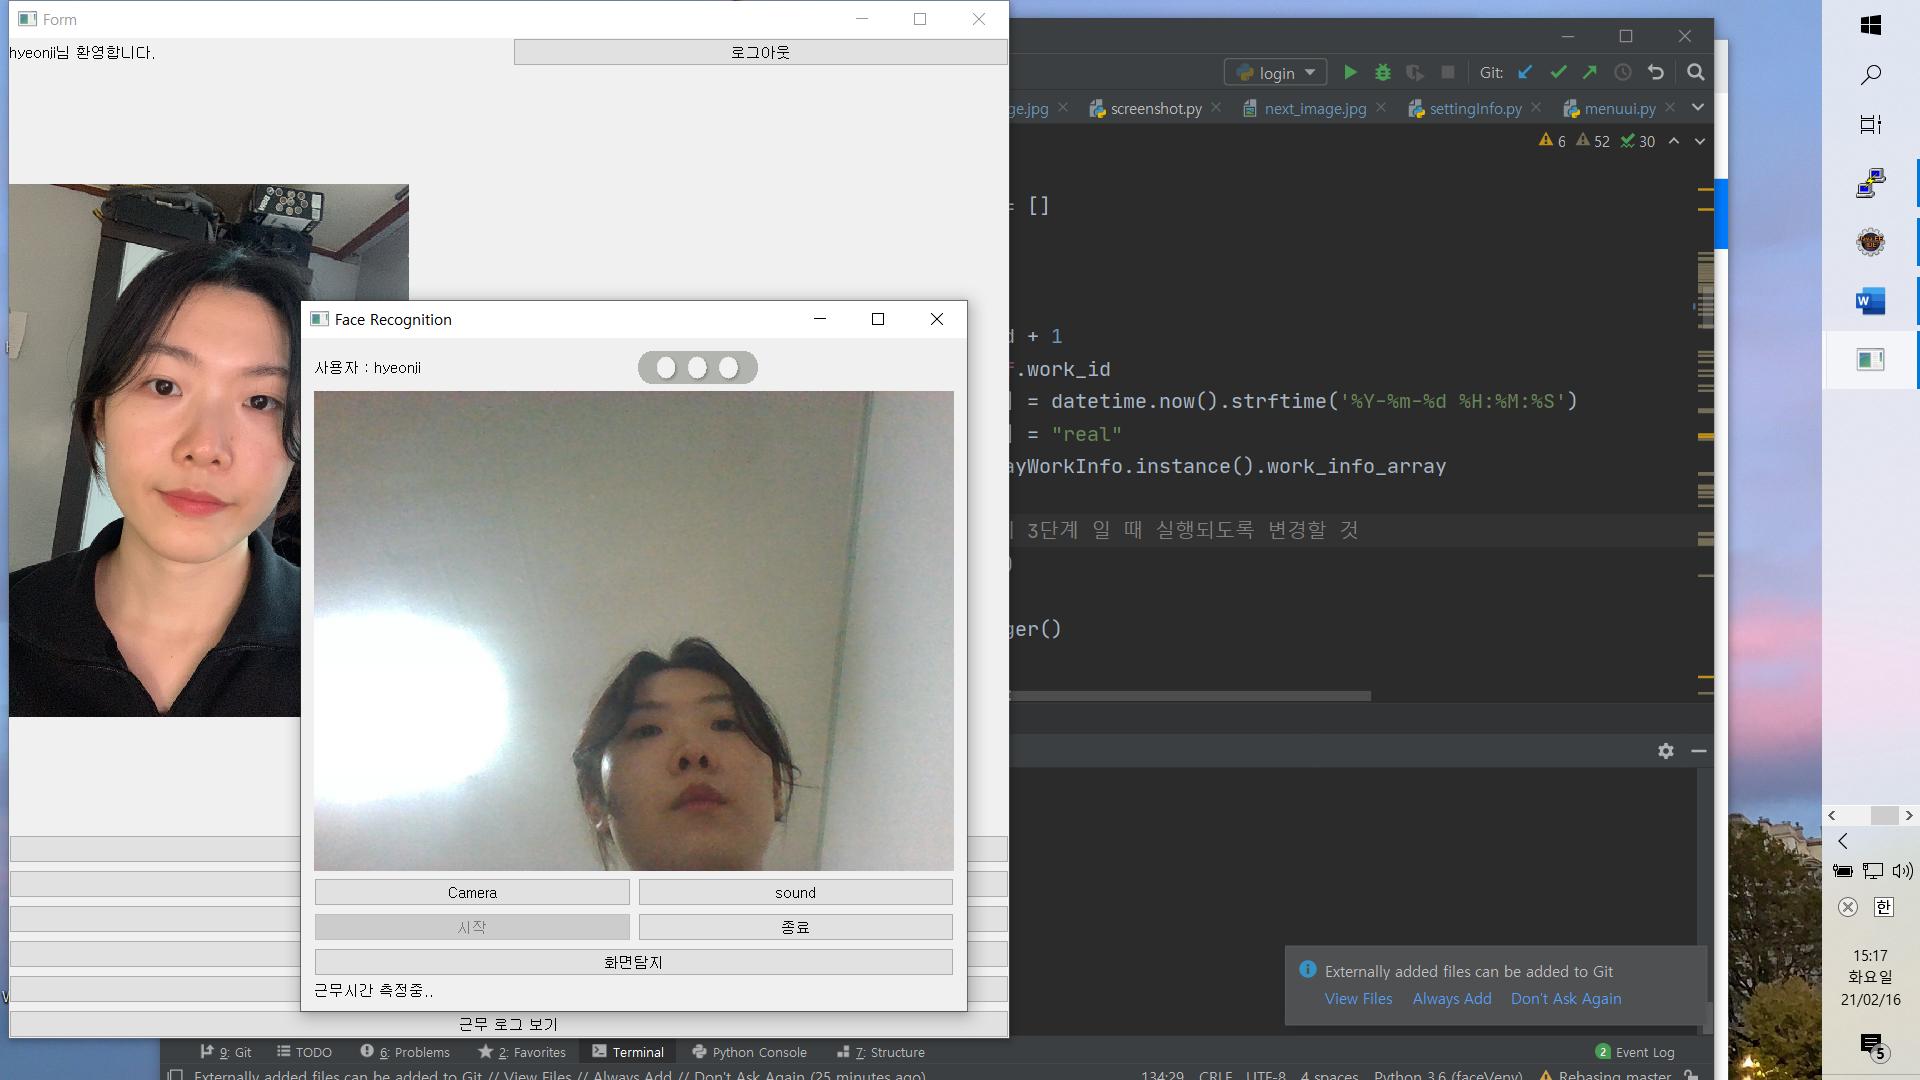 Form
hyeonji님 환영합니다.
로그아웃
Face Recognition
사용자 : hyeonji
Camera
sound
시작
종료
화면탐지
근무시간 측정중..
근무 로그 보기
login
Git:
ge.jpg
screenshot.py
next_image.jpg
settingInfo.py
menuui.py
6 52 30
= []
d + 1
.work_id
] = datetime.now().strftime('%Y-%m-%d %H:%M:%S')
] = "real"
ayWorkInfo.instance().work_info_array
3단계 일 때 실행되도록 변경할 것
)
ger()
Externally added files can be added to Git
View Files Always Add Don't Ask Again
9: Git
TODO
6: Problems
2: Favorites
Terminal
Python Console
7: Structure
2 Event Log
Externally added files can be added to Git // View Files // Always Add // Don't Ask Again (25 minutes ago)
134:29 CRLF UTF-8 4 spaces Python 3.6 (faceVenv) Rebasing master
W
한
15:17
화요일
21/02/16
5